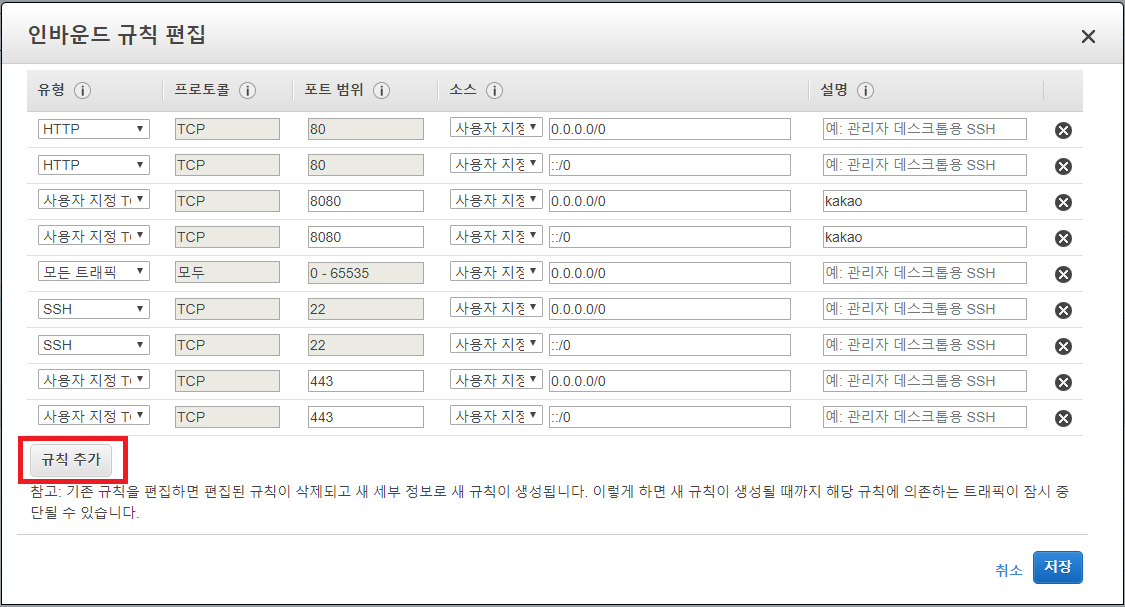 인바운드 규칙 편집
유형 프로토콜 포트 범위 소스 설명
HTTP TCP 80 사용자 지정 0.0.0.0/0 예: 관리자 데스크톱용 SSH
HTTP TCP 80 사용자 지정 ::/0 예: 관리자 데스크톱용 SSH
사용자 지정 TC TCP 8080 사용자 지정 0.0.0.0/0 kakao
사용자 지정 TC TCP 8080 사용자 지정 ::/0 kakao
모든 트래픽 모두 0 - 65535 사용자 지정 0.0.0.0/0 예: 관리자 데스크톱용 SSH
SSH TCP 22 사용자 지정 0.0.0.0/0 예: 관리자 데스크톱용 SSH
SSH TCP 22 사용자 지정 ::/0 예: 관리자 데스크톱용 SSH
사용자 지정 TC TCP 443 사용자 지정 0.0.0.0/0 예: 관리자 데스크톱용 SSH
사용자 지정 TC TCP 443 사용자 지정 ::/0 예: 관리자 데스크톱용 SSH
규칙 추가
참고: 기존 규칙을 편집하면 편집된 규칙이 삭제되고 새 세부 정보로 새 규칙이 생성됩니다. 이렇게 하면 새 규칙이 생성될 때까지 해당 규칙에 의존하는 트래픽이 잠시 중
단될 수 있습니다.
취소 저장